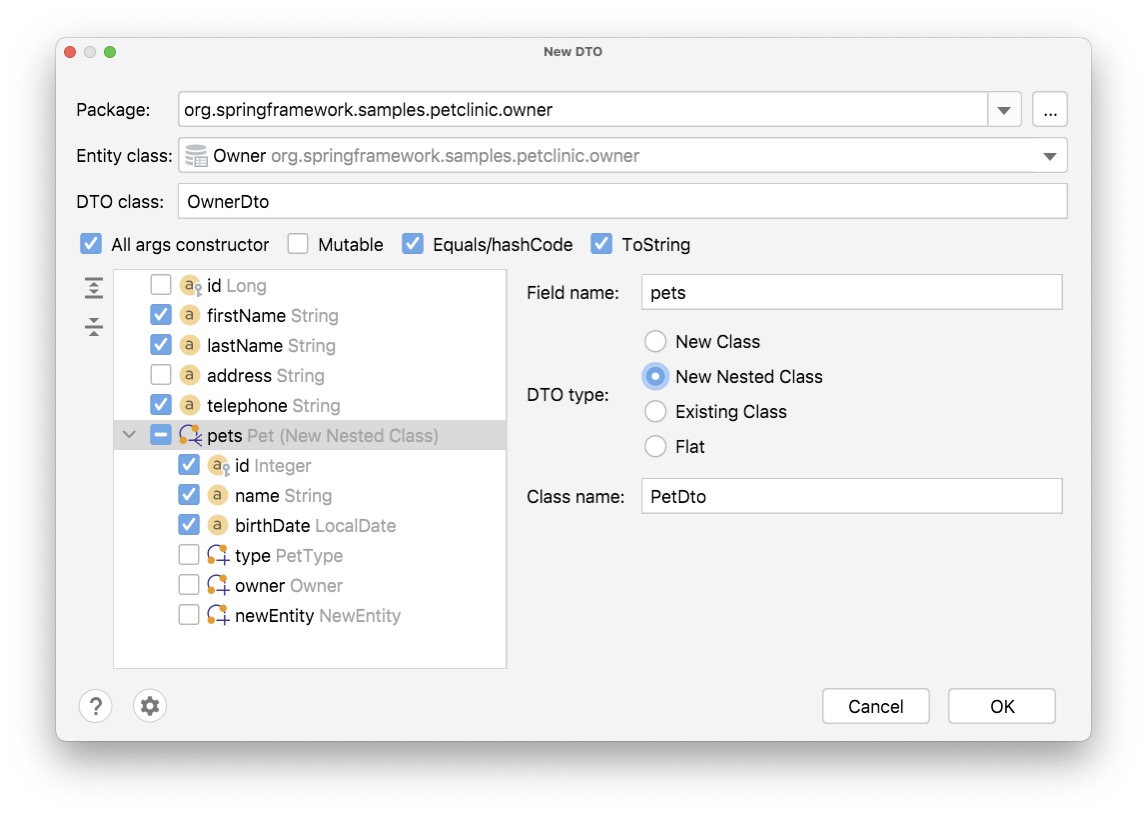 New DTO
Package: org.springframework.samples.petclinic.owner ...
Entity class: Owner org.springframework.samples.petclinic.owner
DTO class: OwnerDto
All args constructor Mutable Equals/hashCode ToString
a id Long
a firstName String
a lastName String
a address String
a telephone String
pets Pet (New Nested Class)
a id Integer
a name String
a birthDate LocalDate
type PetType
owner Owner
newEntity NewEntity
Field name: pets
DTO type:
New Class
New Nested Class
Existing Class
Flat
Class name: PetDto
?
Cancel OK